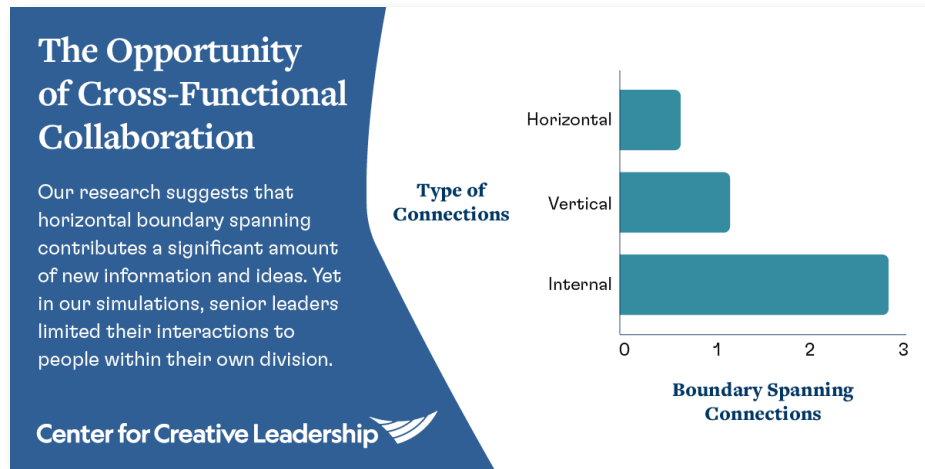 The Opportunity
of Cross-Functional
Collaboration
Our research suggests that
horizontal boundary spanning
contributes a significant amount
of new information and ideas. Yet
in our simulations, senior leaders
limited their interactions to
people within their own division.
Center for Creative Leadership
Type of
Connections
Horizontal
Vertical
Internal
0 1 2 3
Boundary Spanning
Connections